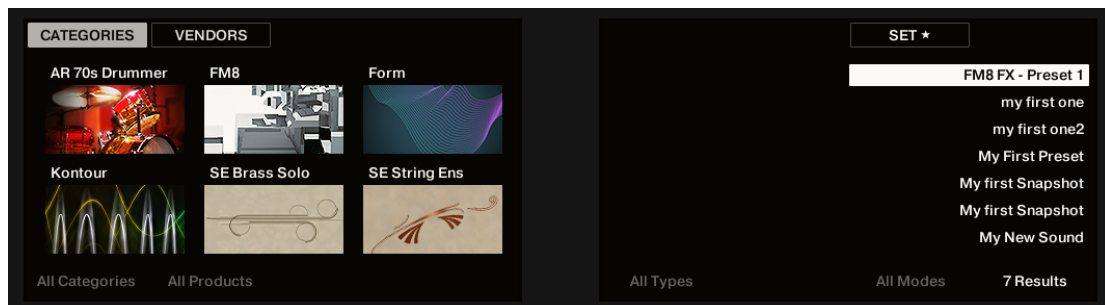 CATEGORIES VENDORS
AR 70s Drummer FM8 Form
Kontour SE Brass Solo SE String Ens
All Categories All Products
SET ★
FM8 FX - Preset 1
my first one
my first one2
My First Preset
My first Snapshot
My first Snapshot
My New Sound
All Types All Modes 7 Results